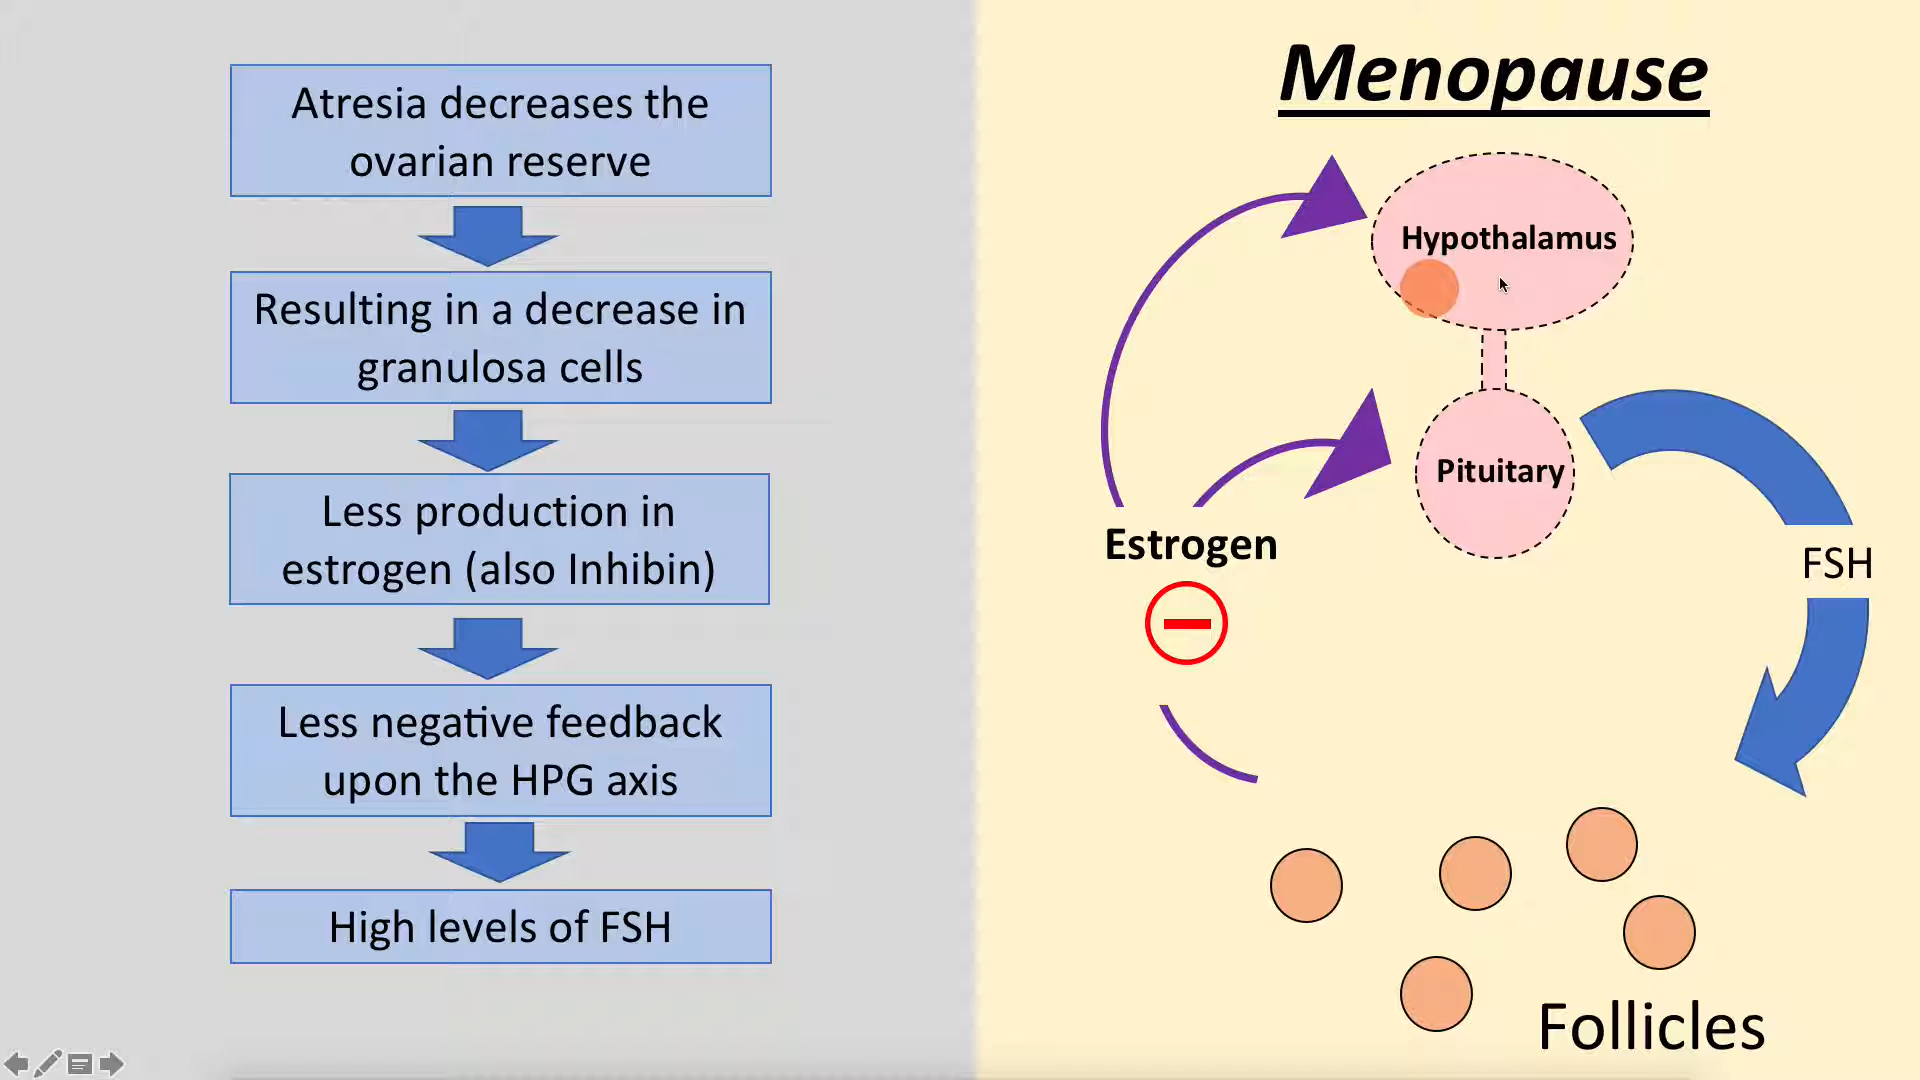 Atresia decreases the
ovarian reserve
Resulting in a decrease in
granulosa cells
Less production in
estrogen (also Inhibin)
Less negative feedback
upon the HPG axis
High levels of FSH
Menopause
Hypothalamus
Pituitary
Estrogen
FSH
Follicles